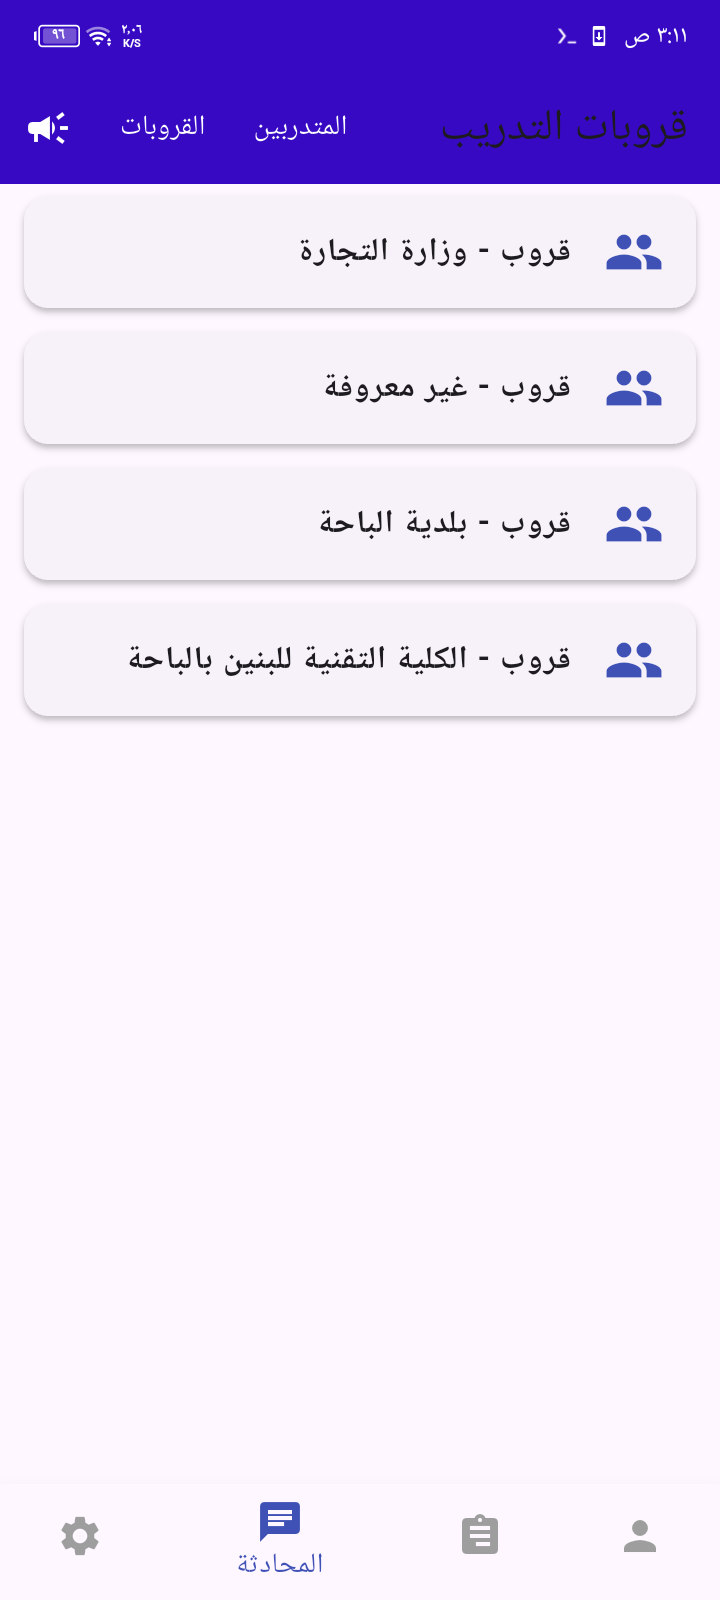 ٣:١١ ص
٢,٠٦ K/S
٩٦
قروبات التدريب
المتدربين
القروبات
قروب - وزارة التجارة
قروب - غير معروفة
قروب - بلدية الباحة
قروب - الكلية التقنية للبنين بالباحة
المحادثة